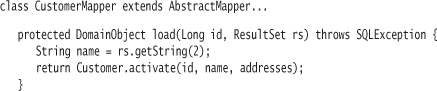 class CustomerMapper extends AbstractMapper...
protected DomainObject load(Long id, ResultSet rs) throws SQLException {
String name = rs.getString(2);
return Customer.activate(id, name, addresses);
}